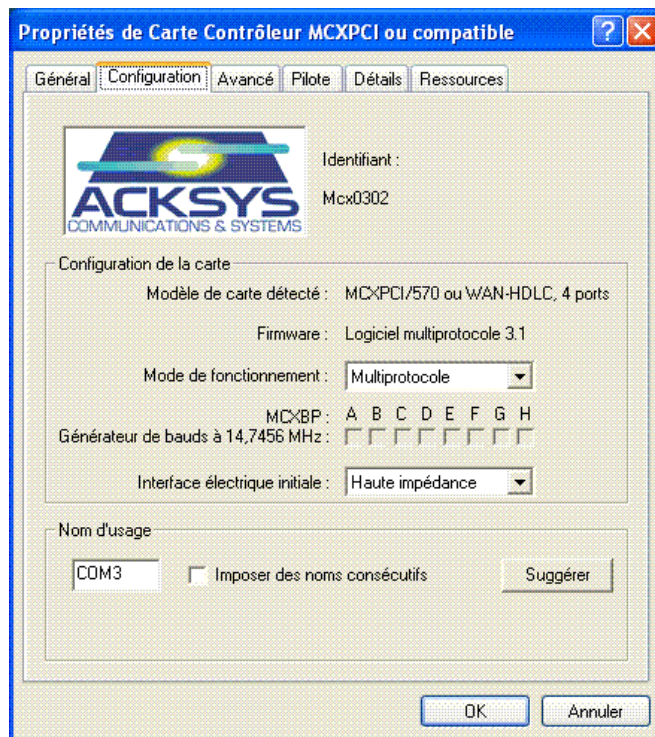 Propriétés de Carte Contrôleur MCXPCI ou compatible
Général Configuration Avancé Pilote Détails Ressources
ACKSYS
COMMUNICATIONS & SYSTEMS
Identifiant :
Mcx0302
Configuration de la carte
Modèle de carte détecté : MCXPCI/570 ou WAN-HDLC, 4 ports
Firmware : Logiciel multiprotocole 3.1
Mode de fonctionnement : Multiprotocole
MCXBP : A B C D E F G H
Générateur de bauds à 14,7456 MHz :
Interface électrique initiale : Haute impédance
Nom d'usage
COM3 Imposer des noms consécutifs Suggérer
OK Annuler